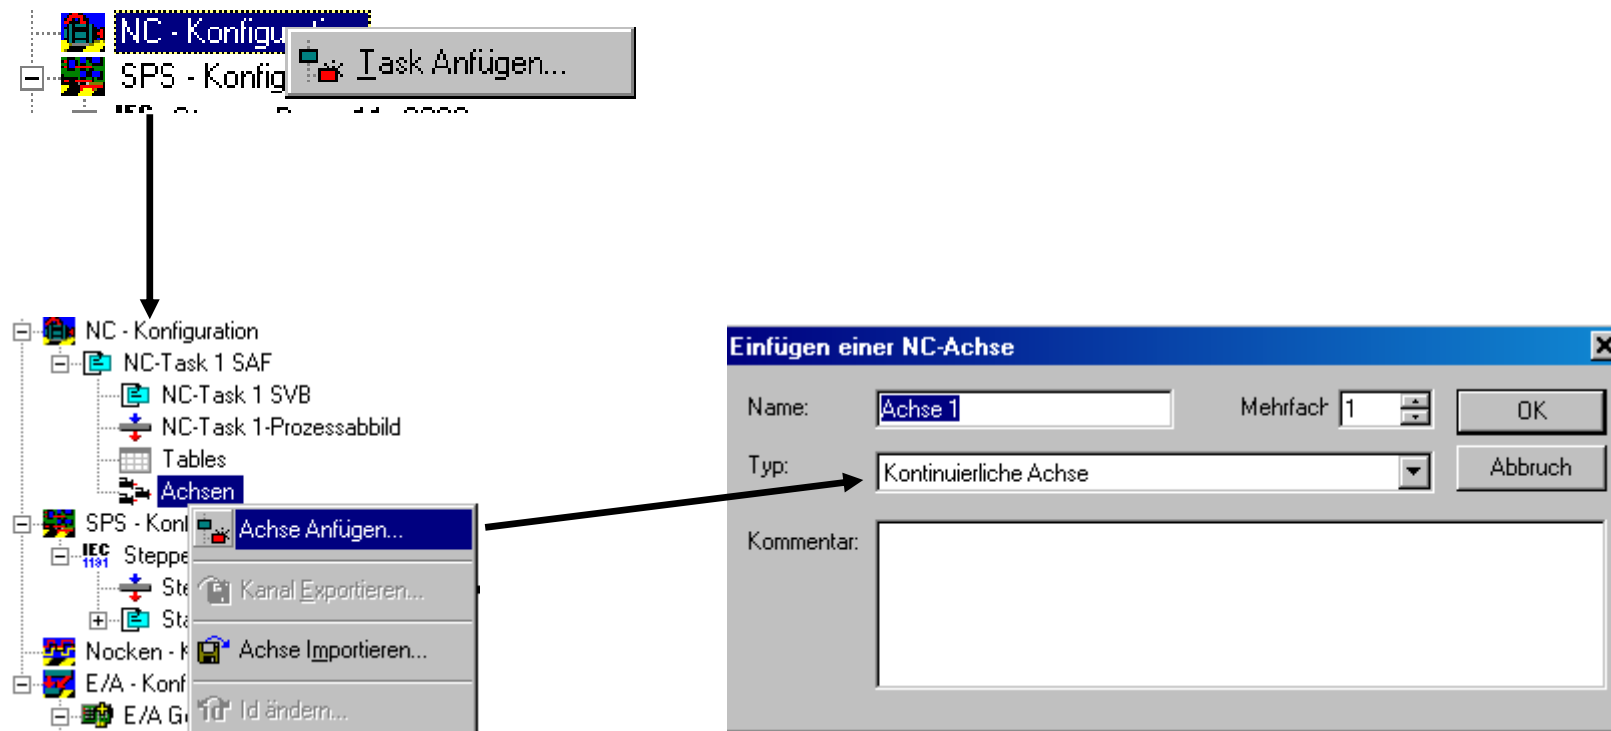 NC - Konfigu
Task Anfügen...
SPS - Konfig
NC - Konfiguration
NC-Task 1 SAF
NC-Task 1 SVB
NC-Task 1-Prozessabbild
Tables
Achsen
SPS - Konf
Achse Anfügen...
IEC 1131 Steppe
Ste
Kanal Exportieren...
Sta
Nocken - K
Achse Importieren...
E/A - Konf
Id ändern...
E/A Ge
Einfügen einer NC-Achse
Name: Achse 1 Mehrfach 1 OK
Typ: Kontinuierliche Achse Abbruch
Kommentar: